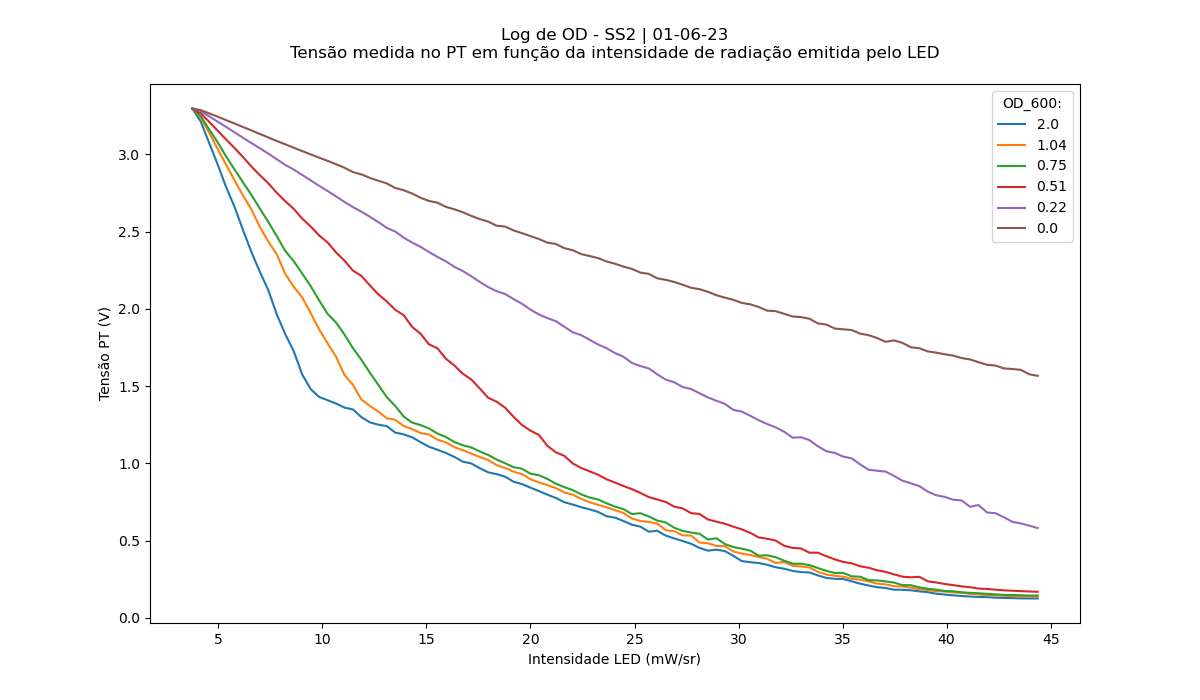 Log de OD - SS2 | 01-06-23
Tensão medida no PT em função da intensidade de radiação emitida pelo LED
OD_600:
2.0
1.04
0.75
0.51
0.22
0.0
Tensão PT (V)
3.0
2.5
2.0
1.5
1.0
0.5
0.0
5 10 15 20 25 30 35 40 45
Intensidade LED (mW/sr)